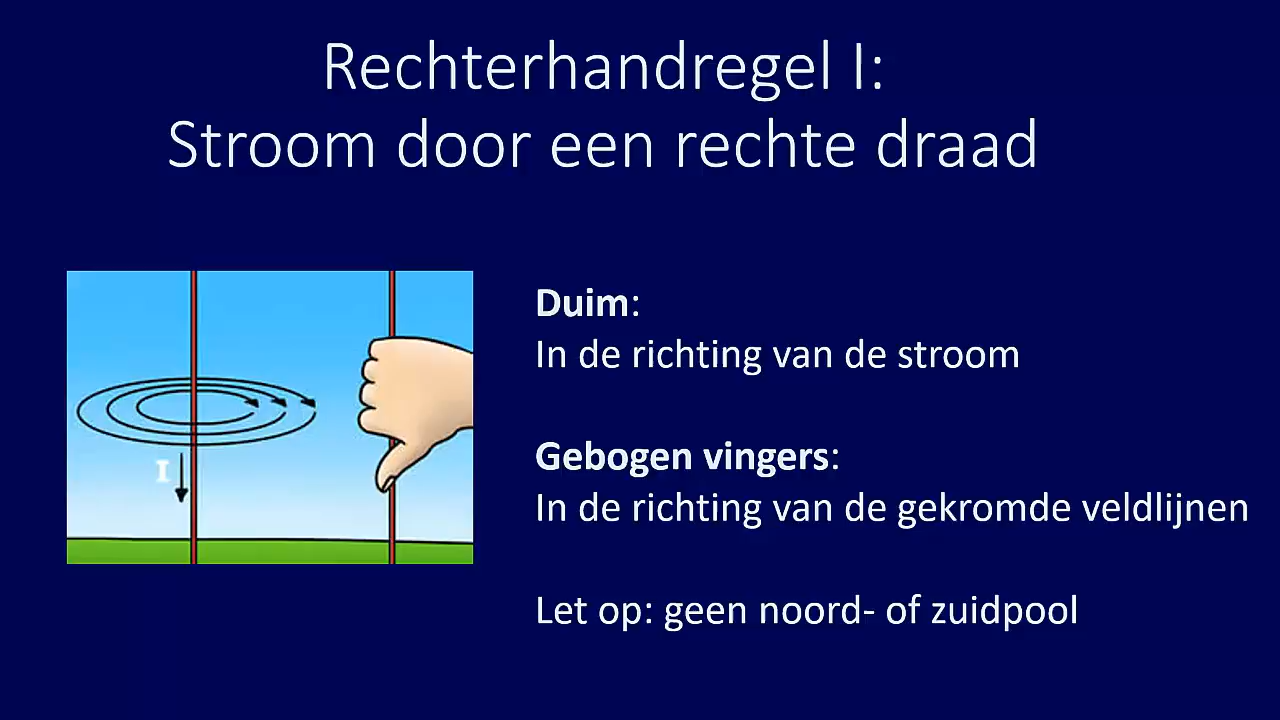 Rechterhandregel I:
Stroom door een rechte draad
Duim:
In de richting van de stroom
I
Gebogen vingers:
In de richting van de gekromde veldlijnen
Let op: geen noord- of zuidpool